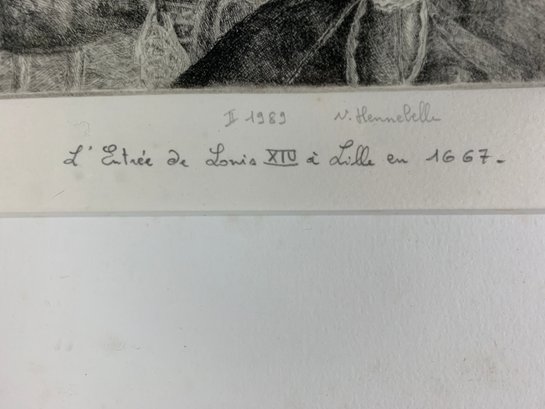 II 1989 V. Hennebelle
L'Entrée de Louis XIV à Lille en 1667.